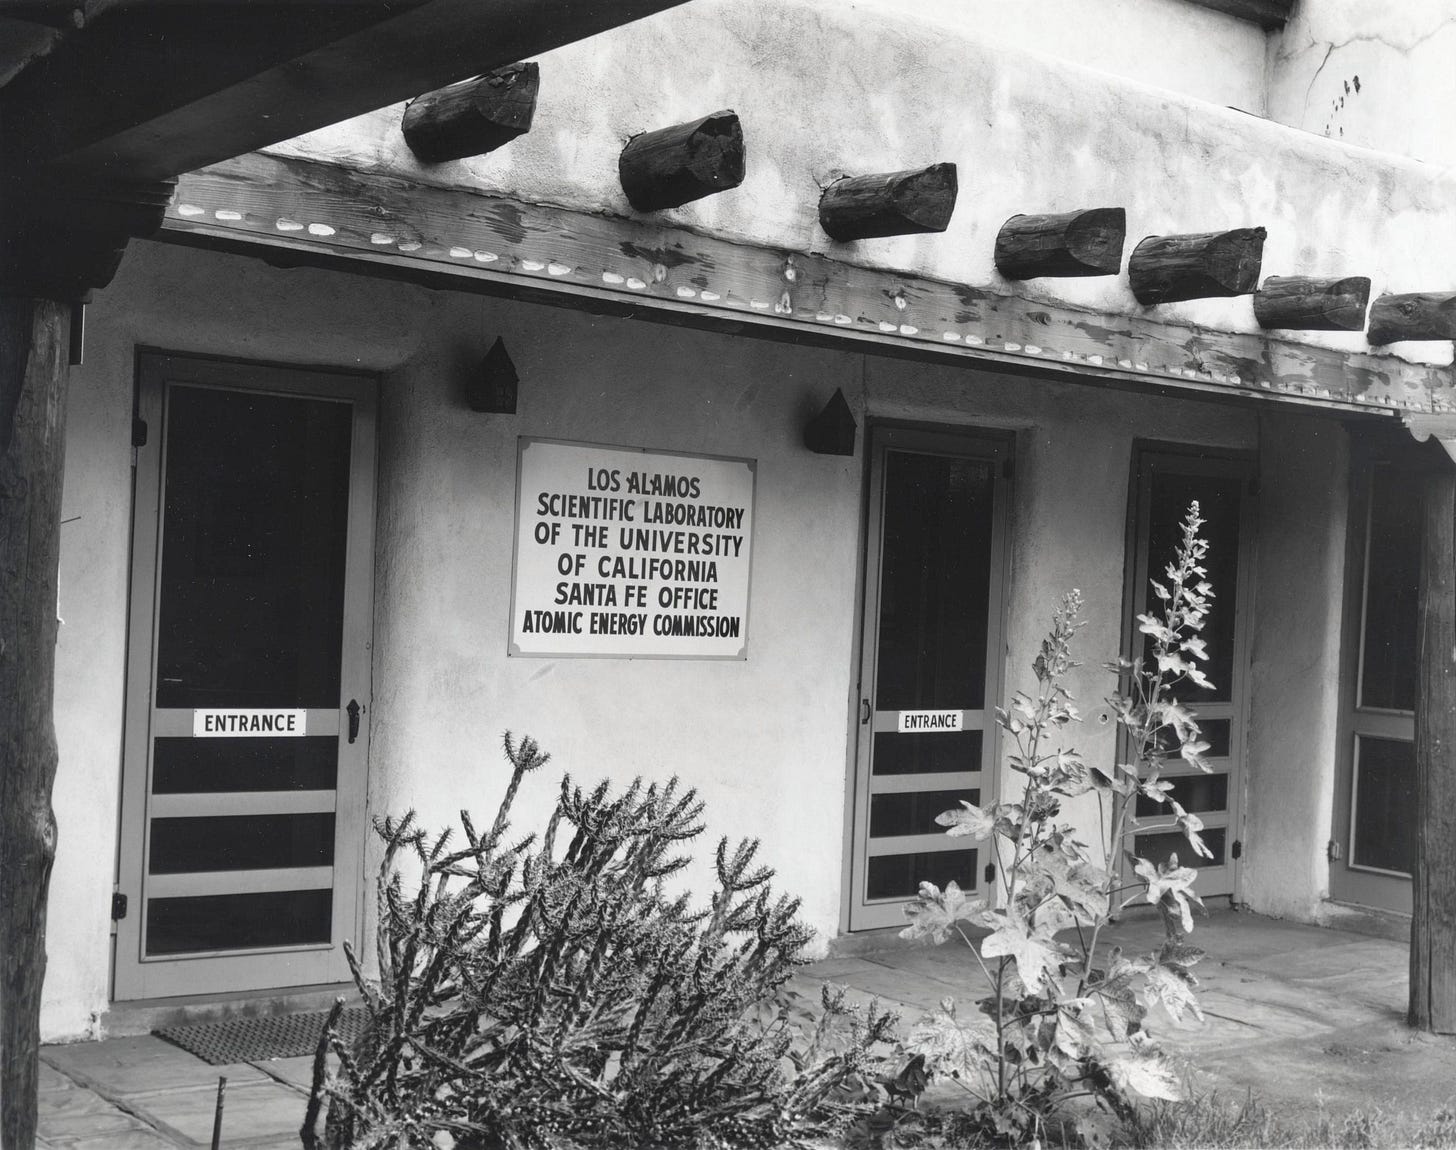 LOS ALAMOS
SCIENTIFIC LABORATORY
OF THE UNIVERSITY
OF CALIFORNIA
SANTA FE OFFICE
ATOMIC ENERGY COMMISSION
ENTRANCE
ENTRANCE